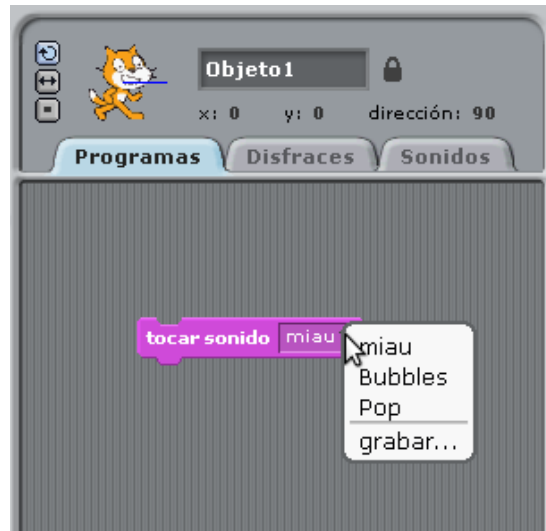 Objeto1
x: 0 y: 0 dirección: 90
Programas Disfraces Sonidos
tocar sonido miau
miau
Bubbles
Pop
grabar...